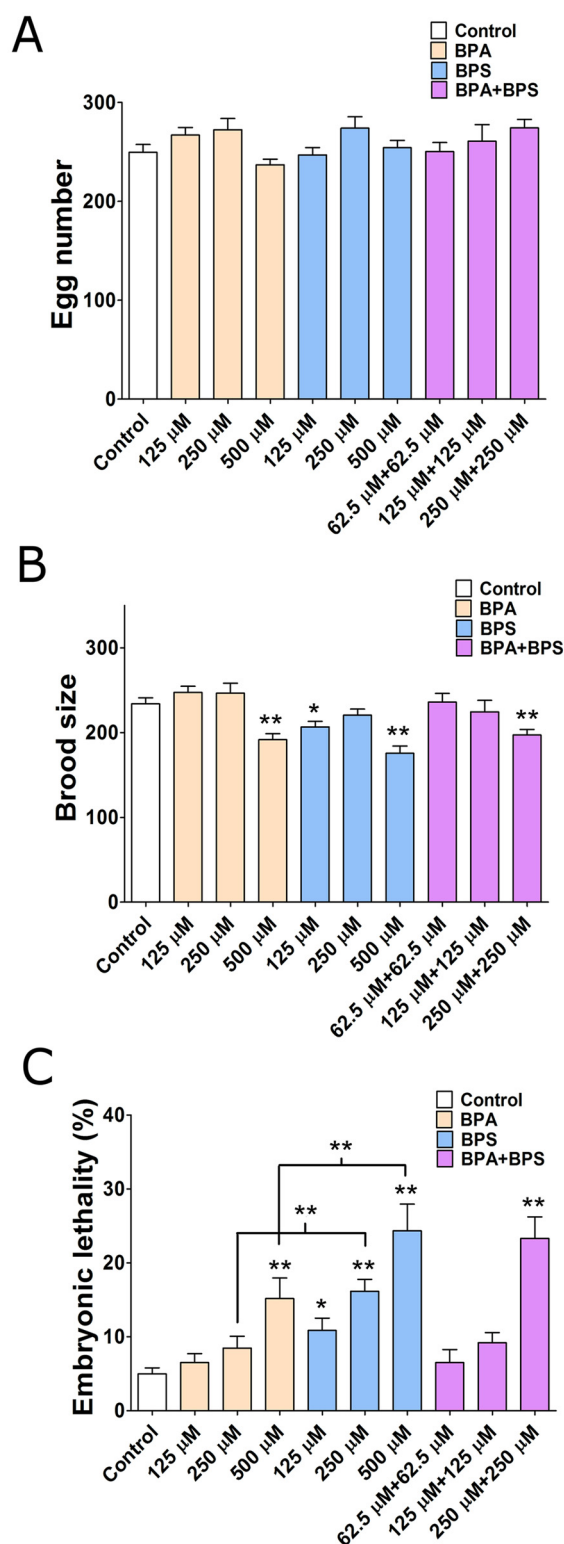 A
Control
BPA
BPS
BPA+BPS
Egg number
300
200
100
0
Control
125 µM
250 µM
500 µM
125 µM
250 µM
500 µM
62.5 µM+62.5 µM
125 µM+125 µM
250 µM+250 µM
B
Control
BPA
BPS
BPA+BPS
Brood size
300
200
100
0
**
*
**
**
Control
125 µM
250 µM
500 µM
125 µM
250 µM
500 µM
62.5 µM+62.5 µM
125 µM+125 µM
250 µM+250 µM
C
Control
BPA
BPS
BPA+BPS
Embryonic lethality (%)
40
30
20
10
0
**
**
**
*
**
**
**
Control
125 µM
250 µM
500 µM
125 µM
250 µM
500 µM
62.5 µM+62.5 µM
125 µM+125 µM
250 µM+250 µM